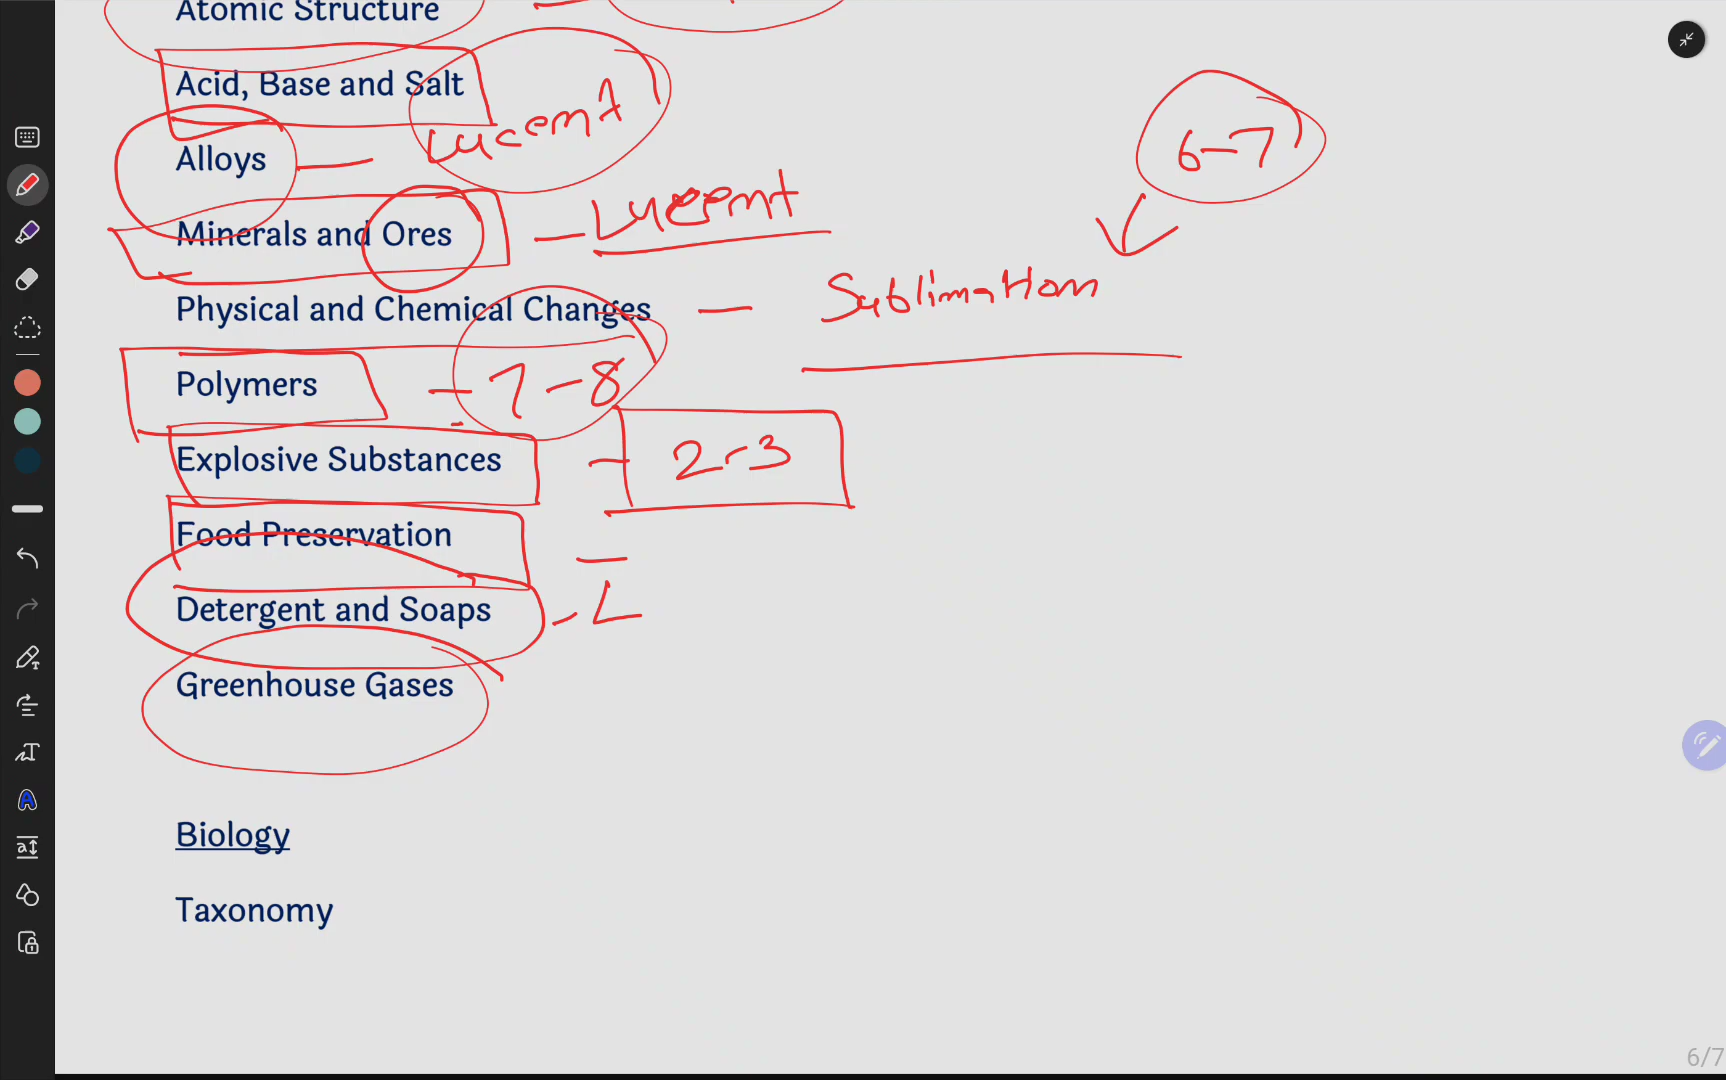 Atomic Structure
Acid, Base and Salt
Alloys — Lucent
6-7
Minerals and Ores — Lucent
Physical and Chemical Changes — Sublimation
Polymers — 7-8
Explosive Substances — 2-3
Food Preservation —
Detergent and Soaps - L
Greenhouse Gases
Biology
Taxonomy
6/7